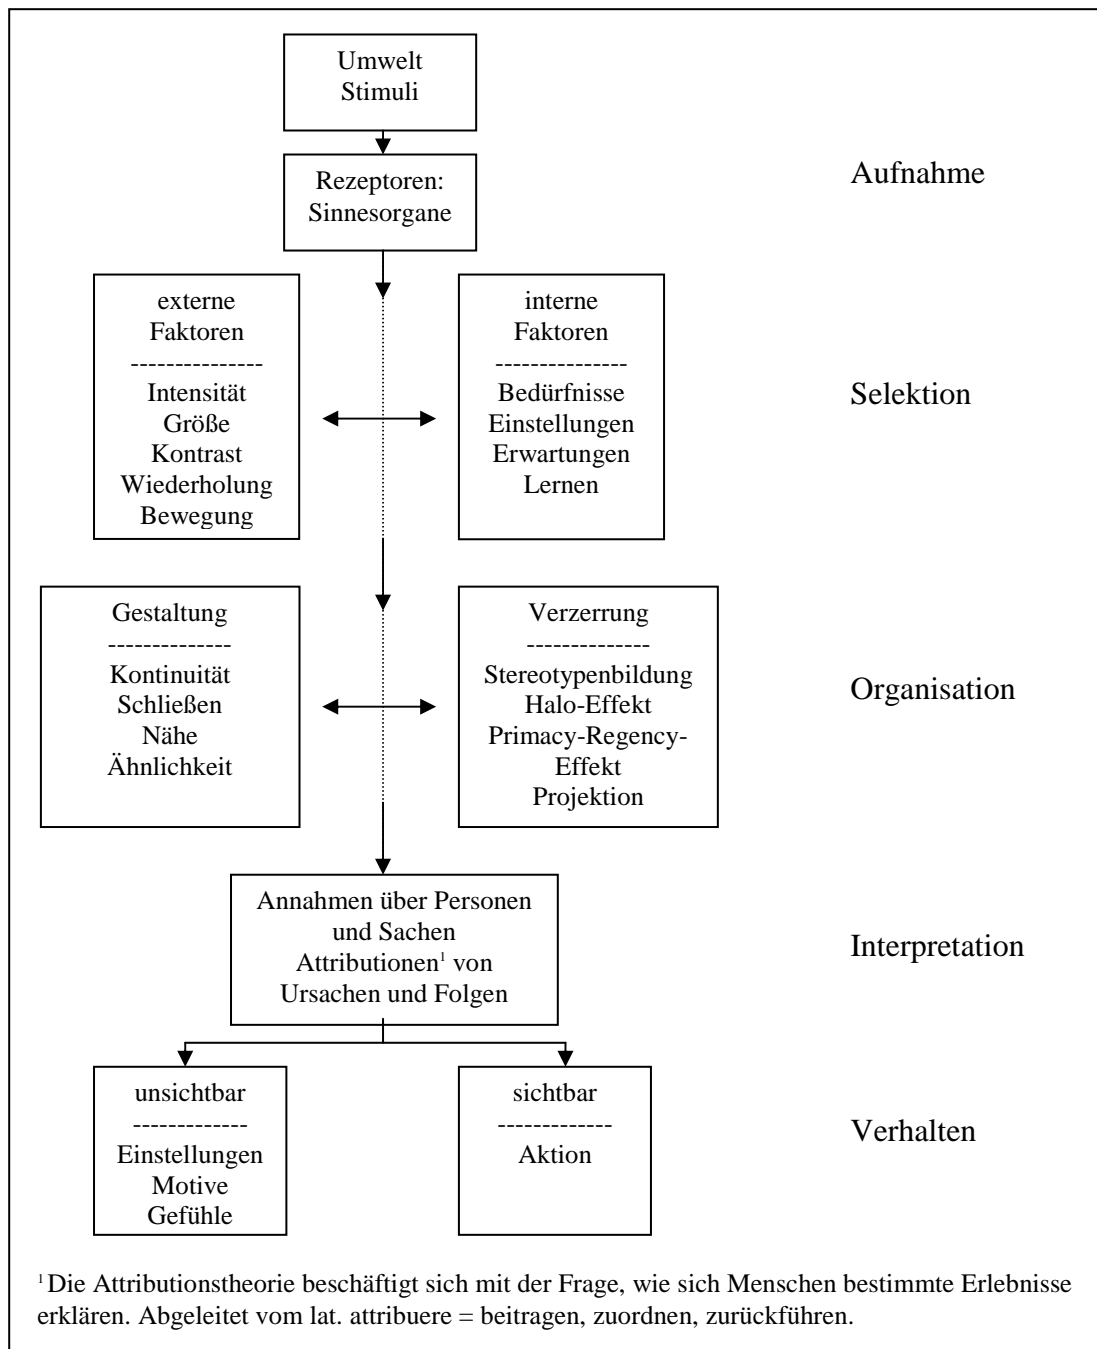 Umwelt
Stimuli
Rezeptoren:
Sinnesorgane
Aufnahme
externe
Faktoren
---------------
Intensität
Größe
Kontrast
Wiederholung
Bewegung
interne
Faktoren
---------------
Bedürfnisse
Einstellungen
Erwartungen
Lernen
Selektion
Gestaltung
--------------
Kontinuität
Schließen
Nähe
Ähnlichkeit
Verzerrung
--------------
Stereotypenbildung
Halo-Effekt
Primacy-Regency-
Effekt
Projektion
Organisation
Annahmen über Personen
und Sachen
Attributionen¹ von
Ursachen und Folgen
Interpretation
unsichtbar
-------------
Einstellungen
Motive
Gefühle
sichtbar
-------------
Aktion
Verhalten
¹ Die Attributionstheorie beschäftigt sich mit der Frage, wie sich Menschen bestimmte Erlebnisse
erklären. Abgeleitet vom lat. attribuere = beitragen, zuordnen, zurückführen.